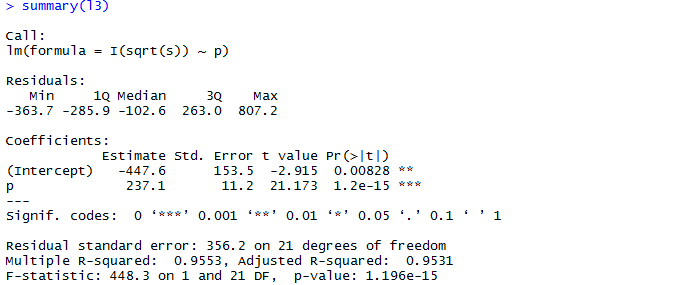 > summary(l3)
Call:
lm(formula = I(sqrt(s)) ~ p)
Residuals:
   Min     1Q Median     3Q    Max
-363.7 -285.9 -102.6  263.0  807.2
Coefficients:
            Estimate Std. Error t value Pr(>|t|)
(Intercept)   -447.6      153.5  -2.915  0.00828 **
p              237.1       11.2  21.173  1.2e-15 ***
---
Signif. codes:  0 ‘***’ 0.001 ‘**’ 0.01 ‘*’ 0.05 ‘.’ 0.1 ‘ ’ 1
Residual standard error: 356.2 on 21 degrees of freedom
Multiple R-squared:  0.9553, Adjusted R-squared:  0.9531
F-statistic: 448.3 on 1 and 21 DF,  p-value: 1.196e-15